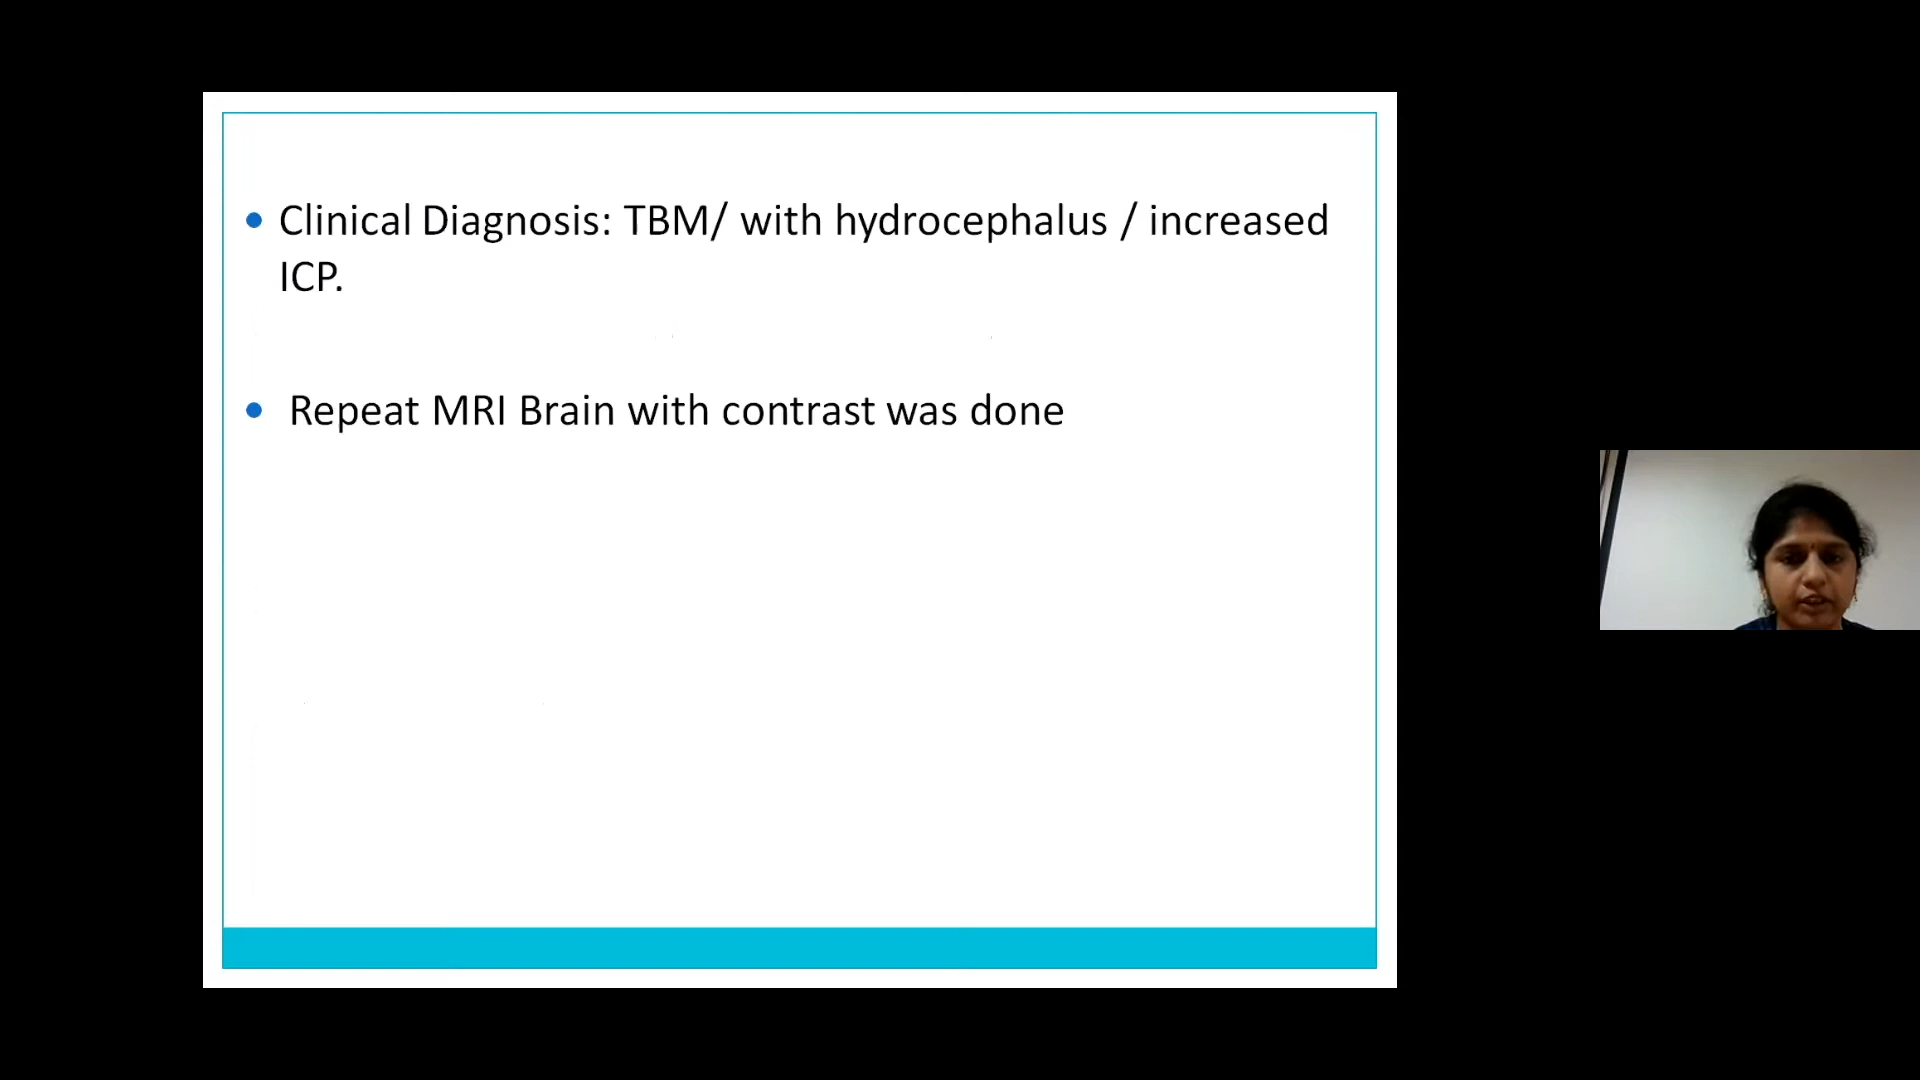 Clinical Diagnosis: TBM/ with hydrocephalus / increased
ICP.
Repeat MRI Brain with contrast was done